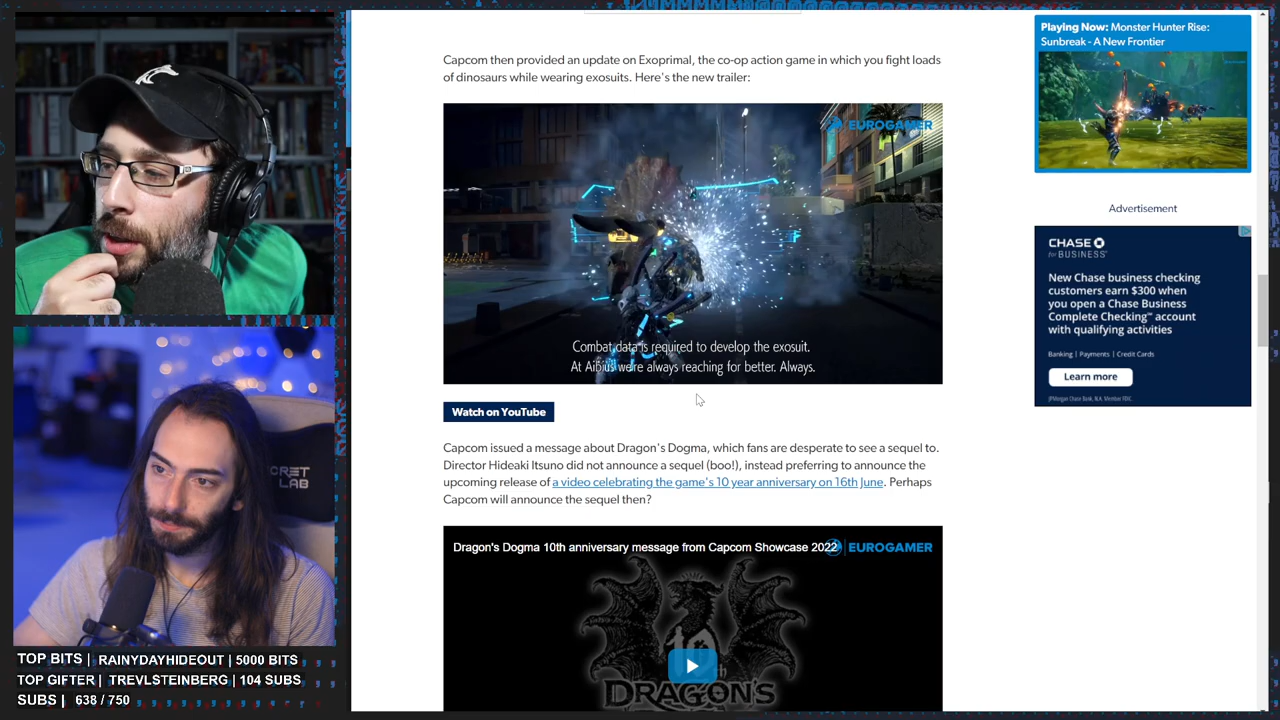 Capcom then provided an update on Exoprimal, the co-op action game in which you fight loads
of dinosaurs while wearing exosuits. Here's the new trailer:
EUROGAMER
Combat data is required to develop the exosuit.
At Aibius we're always reaching for better. Always.
Watch on YouTube
Capcom issued a message about Dragon's Dogma, which fans are desperate to see a sequel to.
Director Hideaki Itsuno did not announce a sequel (boo!), instead preferring to announce the
upcoming release of a video celebrating the game's 10 year anniversary on 16th June. Perhaps
Capcom will announce the sequel then?
Dragon's Dogma 10th anniversary message from Capcom Showcase 2022
EUROGAMER
10
DRAGON'S
Playing Now: Monster Hunter Rise:
Sunbreak - A New Frontier
Advertisement
CHASE
for BUSINESS
New Chase business checking
customers earn $300 when
you open a Chase Business
Complete Checking℠ account
with qualifying activities
Banking | Payments | Credit Cards
Learn more
JPMorgan Chase Bank, N.A. Member FDIC.
LAB
TOP BITS | RAINYDAYHIDEOUT | 5000 BITS
OP GIFTER | TREVLSTEINBERG | 104 SUBS
SUBS | 638 / 750